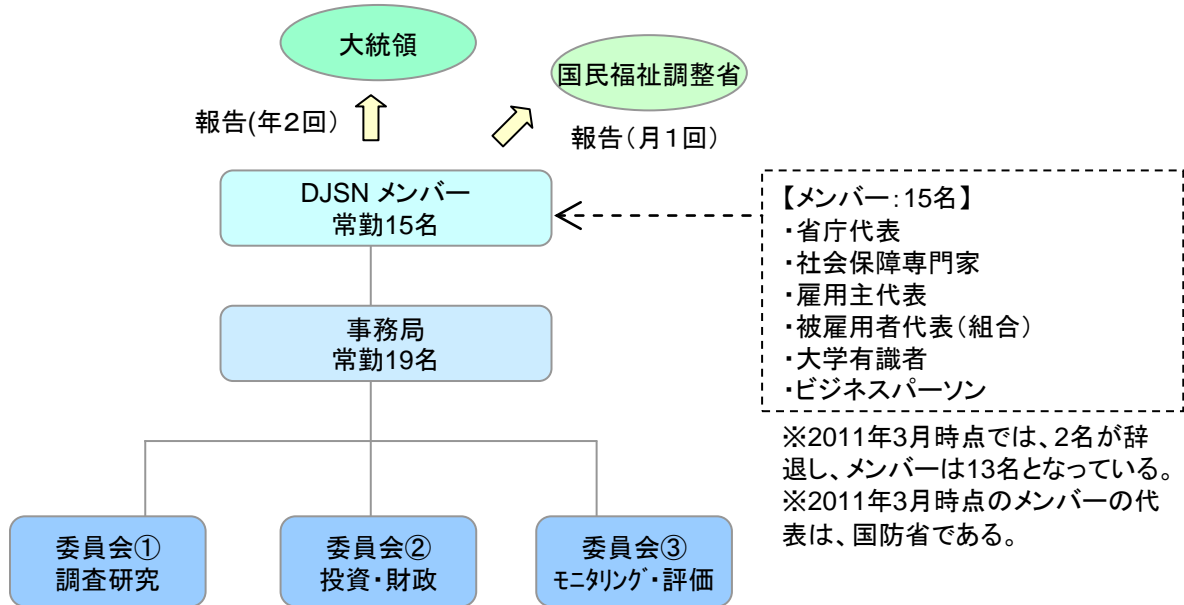 大統領
国民福祉調整省
報告(年2回）
報告（月1回）
DJSN メンバー
常勤15名
事務局
常勤19名
委員会①
調査研究
委員会②
投資・財政
委員会③
ﾓﾆﾀﾘﾝｸﾞ・評価
【メンバー：15名】
・省庁代表
・社会保障専門家
・雇用主代表
・被雇用者代表（組合）
・大学有識者
・ビジネスパーソン
※2011年3月時点では、2名が辞
退し、メンバーは13名となっている。
※2011年3月時点のメンバーの代
表は、国防省である。